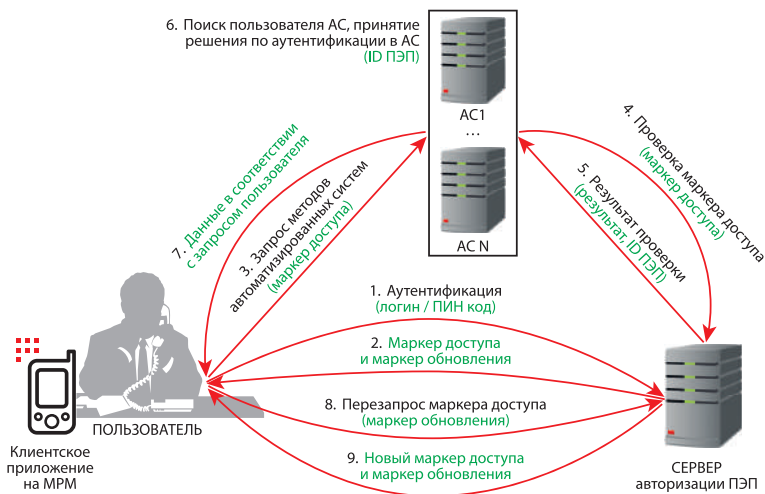 6. Поиск пользователя АС, принятие
решения по аутентификации в АС
(ID ПЭП)
АС1
...
АС N
4. Проверка маркера доступа
(маркер доступа)
5. Результат проверки
(результат, ID ПЭП)
7. Данные в соответствии
с запросом пользователя
3. Запрос методов
автоматизированных систем
(маркер доступа)
1. Аутентификация
(логин / ПИН код)
2. Маркер доступа
и маркер обновления
8. Перезапрос маркера доступа
(маркер обновления)
9. Новый маркер доступа
и маркер обновления
ПОЛЬЗОВАТЕЛЬ
Клиентское
приложение
на МРМ
СЕРВЕР
авторизации ПЭП